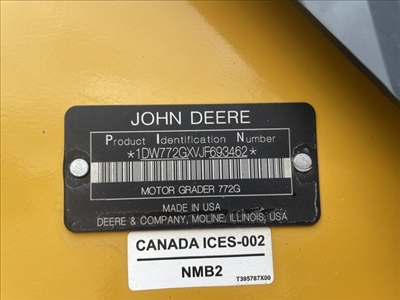 JOHN DEERE
Product Identification Number
*1DW772GXVJF693462*
MOTOR GRADER 772G
MADE IN USA
DEERE & COMPANY, MOLINE, ILLINOIS, USA
CANADA ICES-002
NMB2
T395787X00